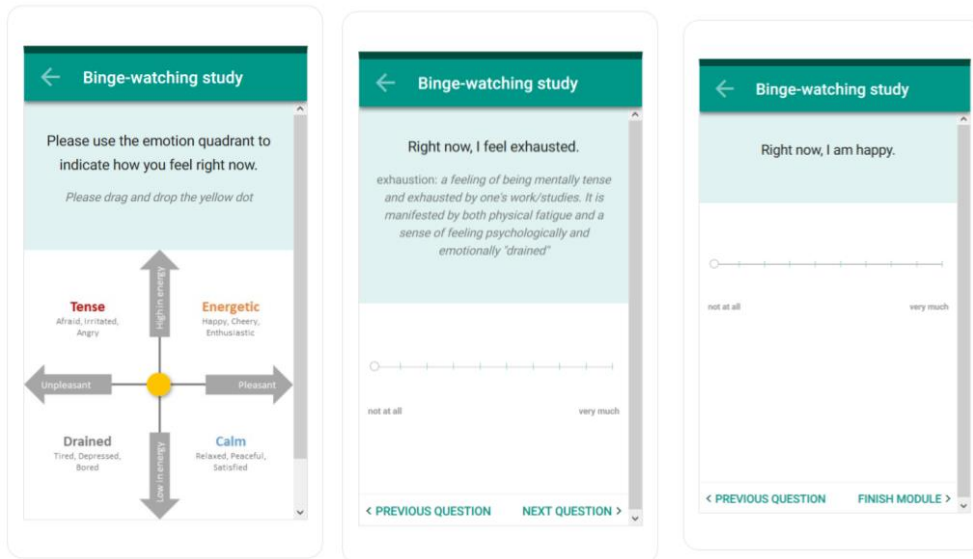 Binge-watching study
Please use the emotion quadrant to
indicate how you feel right now.
Please drag and drop the yellow dot
High in energy
Tense
Afraid, Irritated,
Angry
Energetic
Happy, Cheery,
Enthusiastic
Unpleasant
Pleasant
Drained
Tired, Depressed,
Bored
Calm
Relaxed, Peaceful,
Satisfied
Low in energy
Binge-watching study
Right now, I feel exhausted.
exhaustion: a feeling of being mentally tense
and exhausted by one's work/studies. It is
manifested by both physical fatigue and a
sense of feeling psychologically and
emotionally "drained"
not at all
very much
< PREVIOUS QUESTION
NEXT QUESTION >
Binge-watching study
Right now, I am happy.
not at all
very much
< PREVIOUS QUESTION
FINISH MODULE >